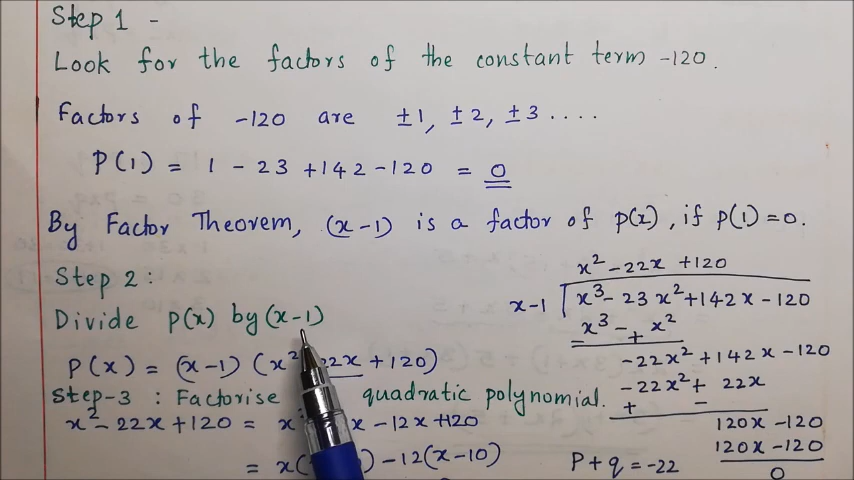 Step 1 -
Look for the factors of the constant term -120.
Factors of -120 are ±1, ±2, ±3 ....
P(1) = 1 - 23 + 142 - 120 = 0
By Factor Theorem, (x-1) is a factor of p(x), if p(1) = 0.
Step 2 :
Divide p(x) by (x-1)
P(x) = (x-1) (x² 22x + 120)
Step-3 : Factorise quadratic polynomial.
x² - 22x + 120 = x x - 12x + 120
= x( ) - 12(x-10)
x² - 22x + 120
x-1 x³ - 23x² + 142x - 120
x³ - x²
+
-22x² + 142x - 120
-22x² + 22x
+ -
120x - 120
120x - 120
0
P + q = -22